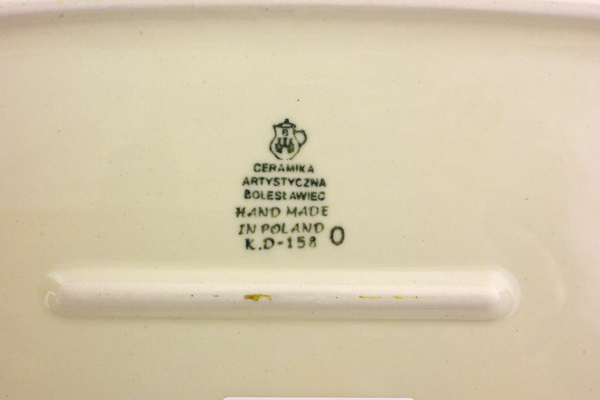 B
CERAMIKA
ARTYSTYCZNA
BOLESŁAWIEC
HAND MADE
IN POLAND
K.D-158 O